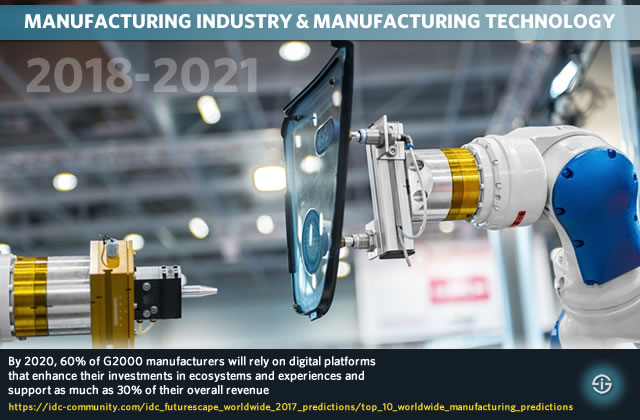 MANUFACTURING INDUSTRY & MANUFACTURING TECHNOLOGY
2018-2021
By 2020, 60% of G2000 manufacturers will rely on digital platforms
that enhance their investments in ecosystems and experiences and
support as much as 30% of their overall revenue
https://idc-community.com/idc_futurescape_worldwide_2017_predictions/top_10_worldwide_manufacturing_predictions